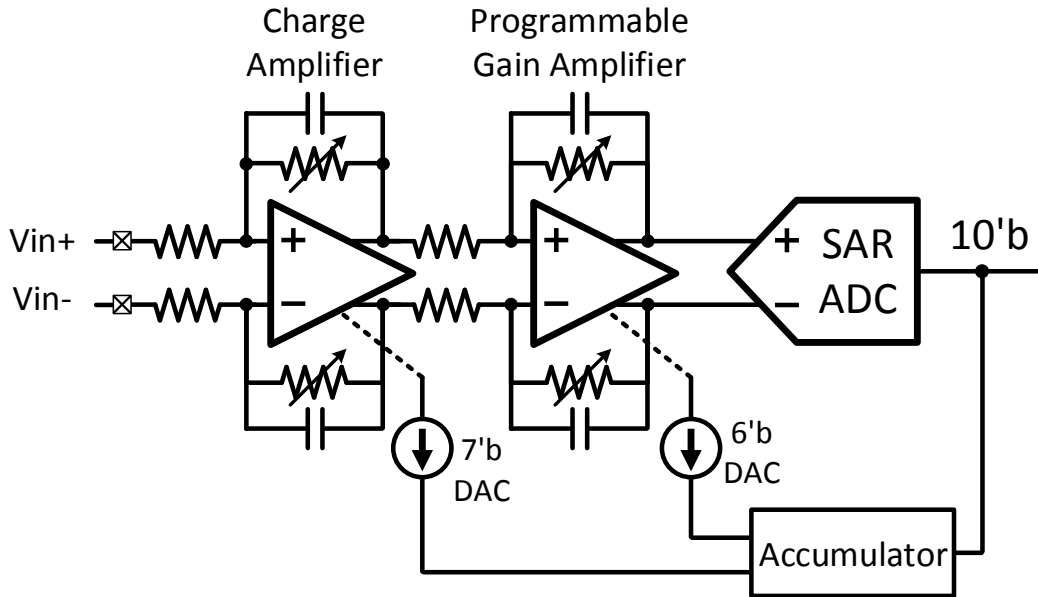 Charge
Amplifier
Programmable
Gain Amplifier
Vin+
Vin-
+
−
+
−
+
−
SAR
ADC
10'b
7'b
DAC
6'b
DAC
Accumulator